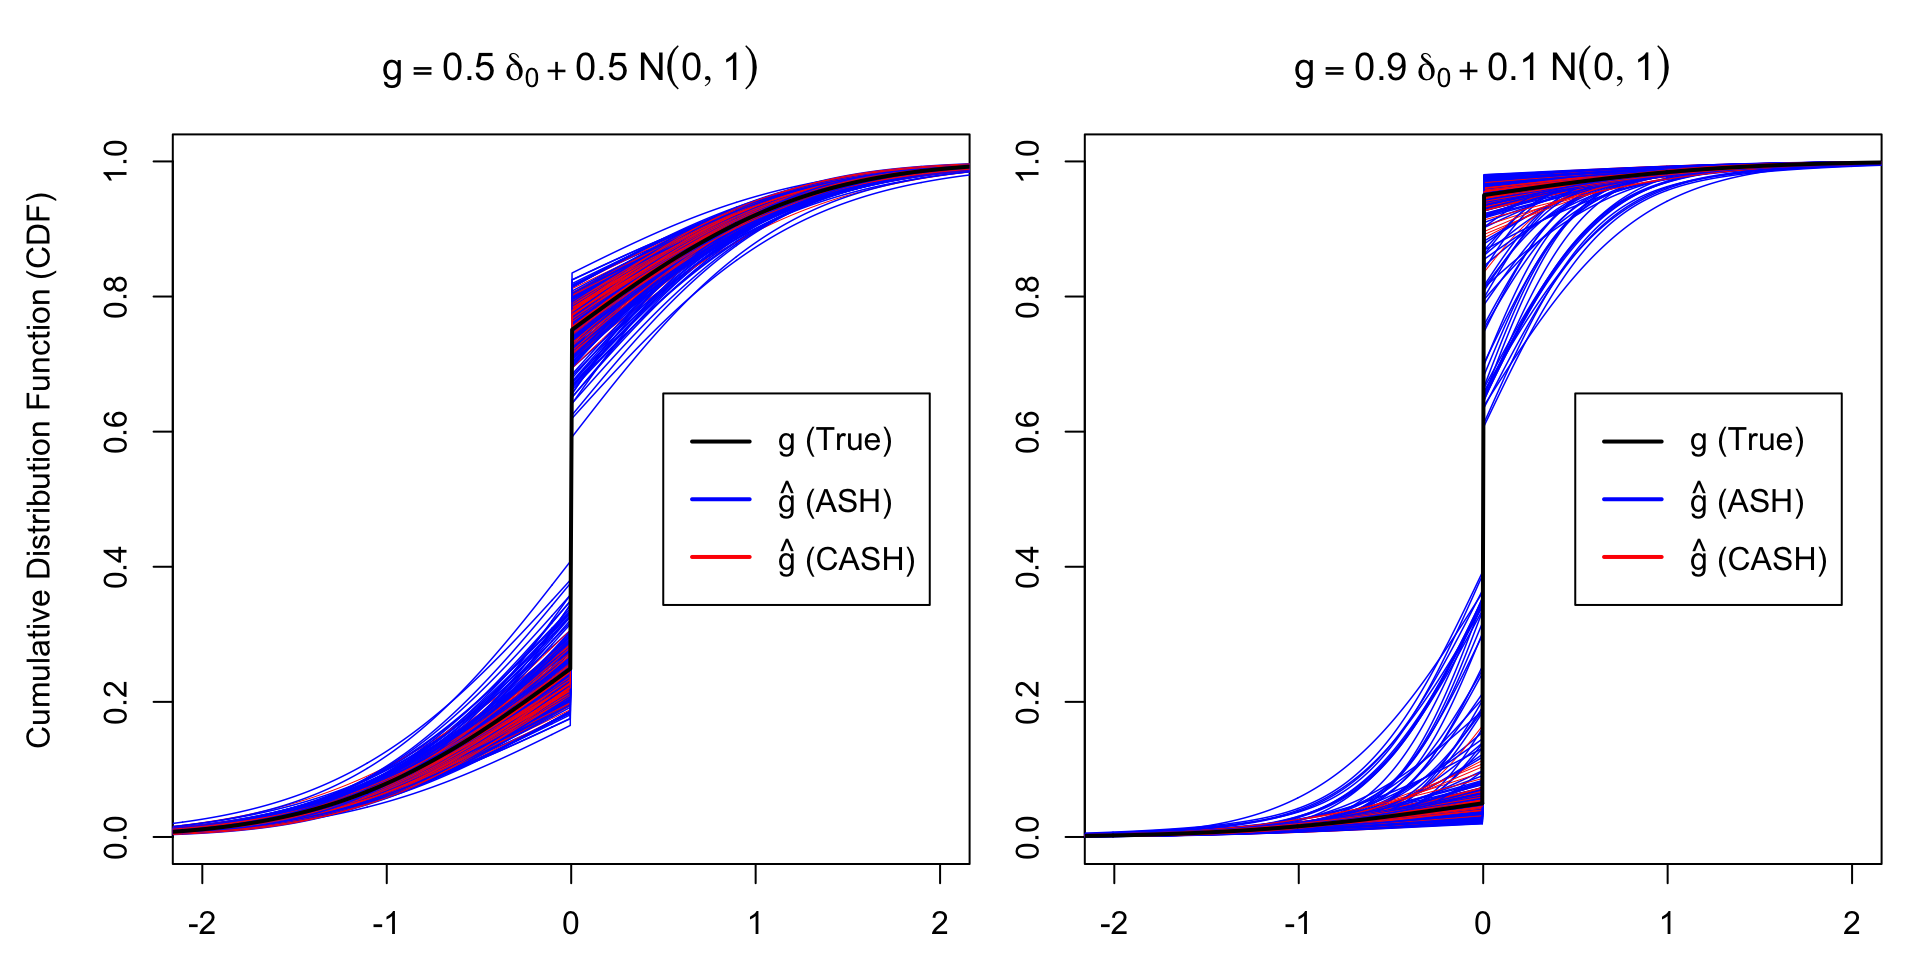 g = 0.5 δ₀ + 0.5 N(0, 1)
Cumulative Distribution Function (CDF)
1.0
0.8
0.6
0.4
0.2
0.0
g (True)
ĝ (ASH)
ĝ (CASH)
-2 -1 0 1 2
g = 0.9 δ₀ + 0.1 N(0, 1)
1.0
0.8
0.6
0.4
0.2
0.0
g (True)
ĝ (ASH)
ĝ (CASH)
-2 -1 0 1 2